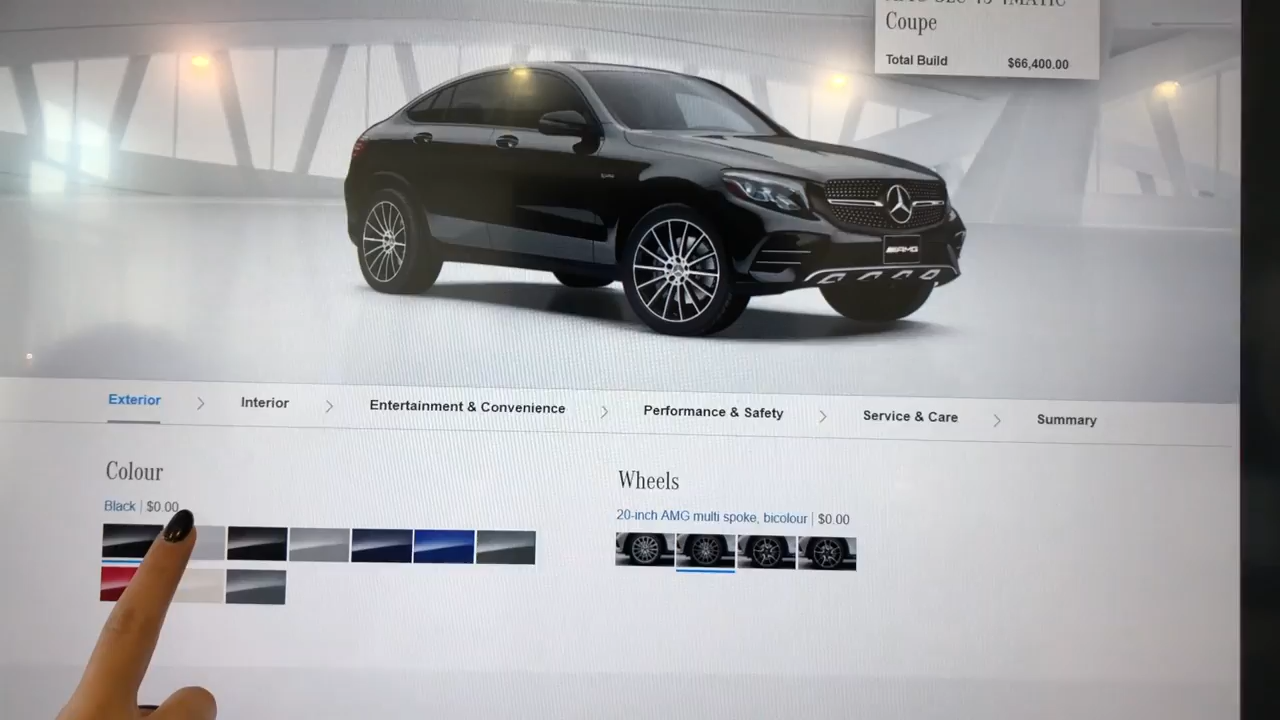 Coupe
Total Build $66,400.00
AMG
Exterior Interior Entertainment & Convenience Performance & Safety Service & Care Summary
Colour
Black | $0.00
Wheels
20-inch AMG multi spoke, bicolour | $0.00